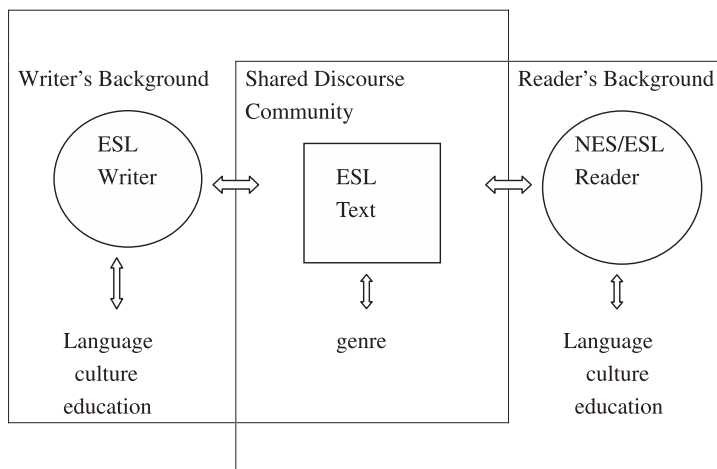 Writer's Background
Shared Discourse
Community
Reader's Background
ESL
Writer
ESL
Text
NES/ESL
Reader
Language
culture
education
genre
Language
culture
education